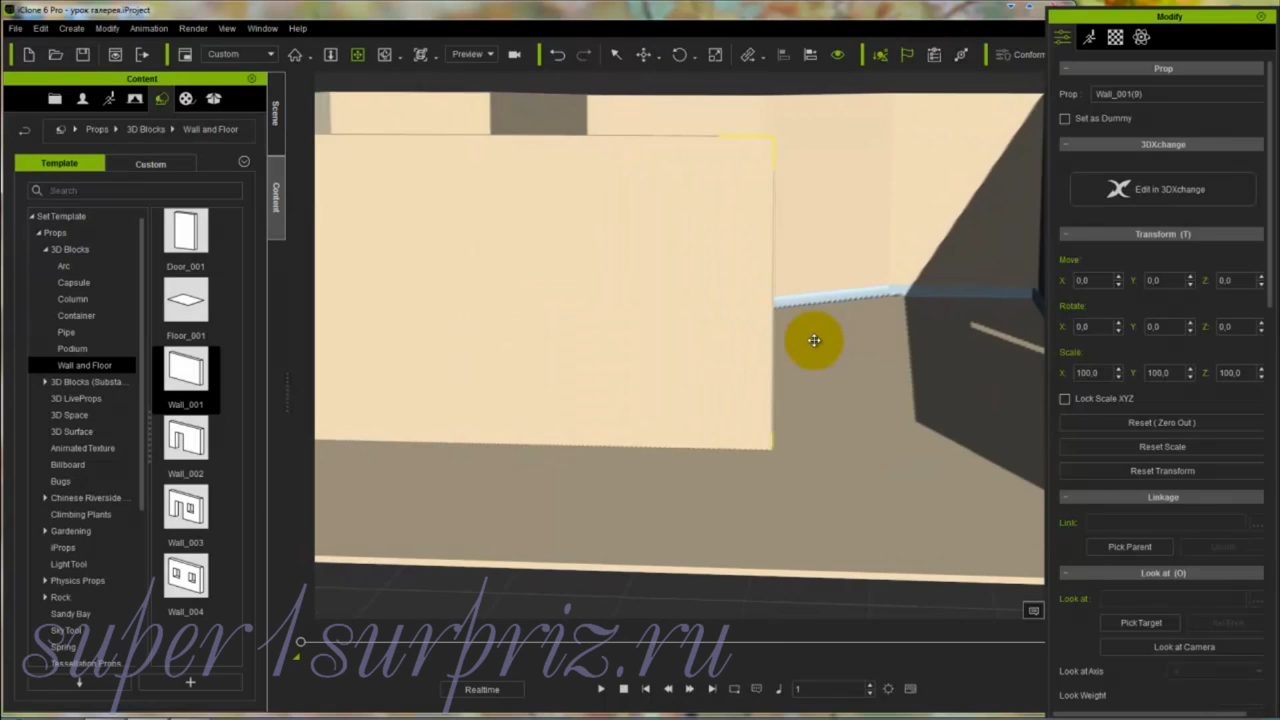 iClone 6 Pro - урок галерея.iProject
File Edit Create Modify Animation Render View Window Help
Custom Preview Conform
Content
Props 3D Blocks Wall and Floor
Template Custom
Search
Set Template
Props
3D Blocks
Arc
Capsule
Column
Container
Pipe
Podium
Wall and Floor
3D Blocks (Substa...
3D LiveProps
3D Space
3D Surface
Animated Texture
Billboard
Bugs
Chinese Riverside ...
Climbing Plants
Gardening
iProps
LightTool
Physics Props
Rock
Sandy Bay
SkyTool
Spring
Tessellation Props
Door_001
Floor_001
Wall_001
Wall_002
Wall_003
Wall_004
Scene
Content
Modify
Prop
Prop : Wall_001(9)
Set as Dummy
3DXchange
Edit in 3DXchange
Transform (T)
Move:
X: 0,0 Y: 0,0 Z: 0,0
Rotate:
X: 0,0 Y: 0,0 Z: 0,0
Scale:
X: 100,0 Y: 100,0 Z: 100,0
Lock Scale XYZ
Reset ( Zero Out )
Reset Scale
Reset Transform
Linkage
Link:
Pick Parent
Look at (O)
Look at:
Pick Target
Look at Camera
Look at Axis
Look Weight
Realtime
1
super1surpriz.ru